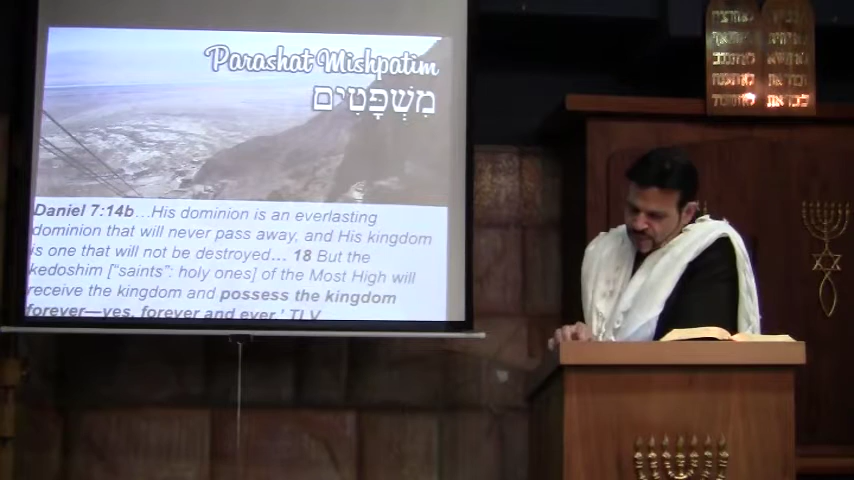 Parashat Mishpatim
מִשְׁפָּטִים
Daniel 7:14b…His dominion is an everlasting
dominion that will never pass away, and His kingdom
is one that will not be destroyed… 18 But the
kedoshim [“saints”: holy ones] of the Most High will
receive the kingdom and possess the kingdom
forever—yes, forever and ever.’ TLV